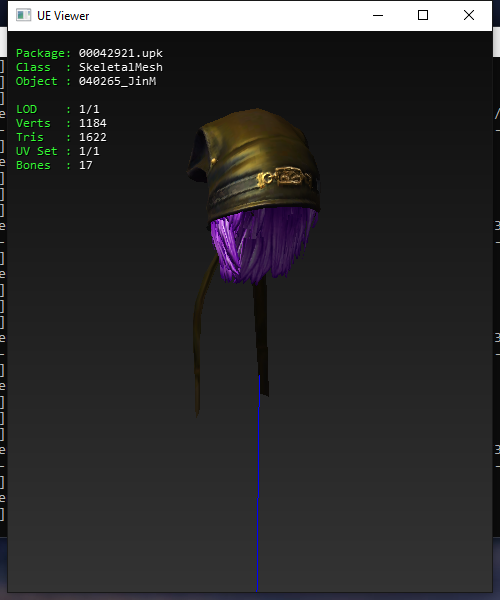 UE Viewer
Package: 00042921.upk
Class  : SkeletalMesh
Object : 040265_JinM
LOD    : 1/1
Verts  : 1184
Tris   : 1622
UV Set : 1/1
Bones  : 17